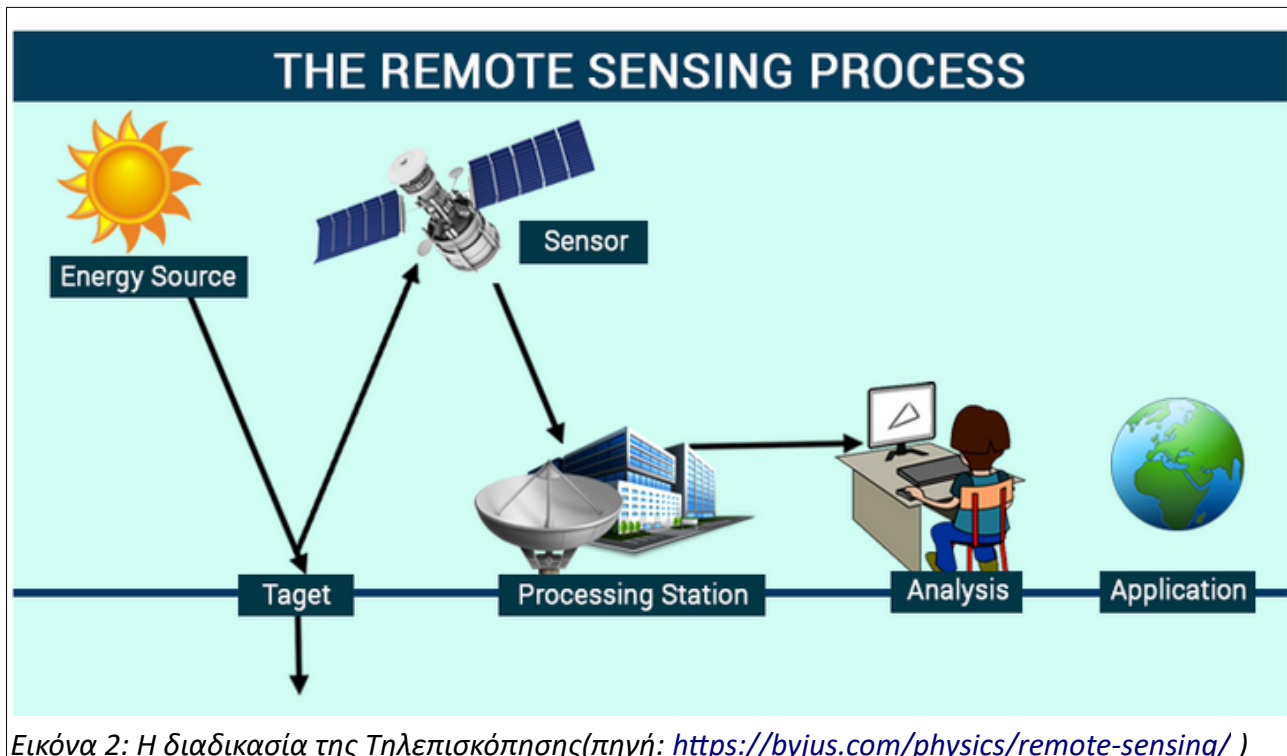 THE REMOTE SENSING PROCESS
Sensor
Energy Source
Taget
Processing Station
Analysis
Application
Εικόνα 2: Η διαδικασία της Τηλεπισκόπησης(πηγή: https://byjus.com/physics/remote-sensing/ )